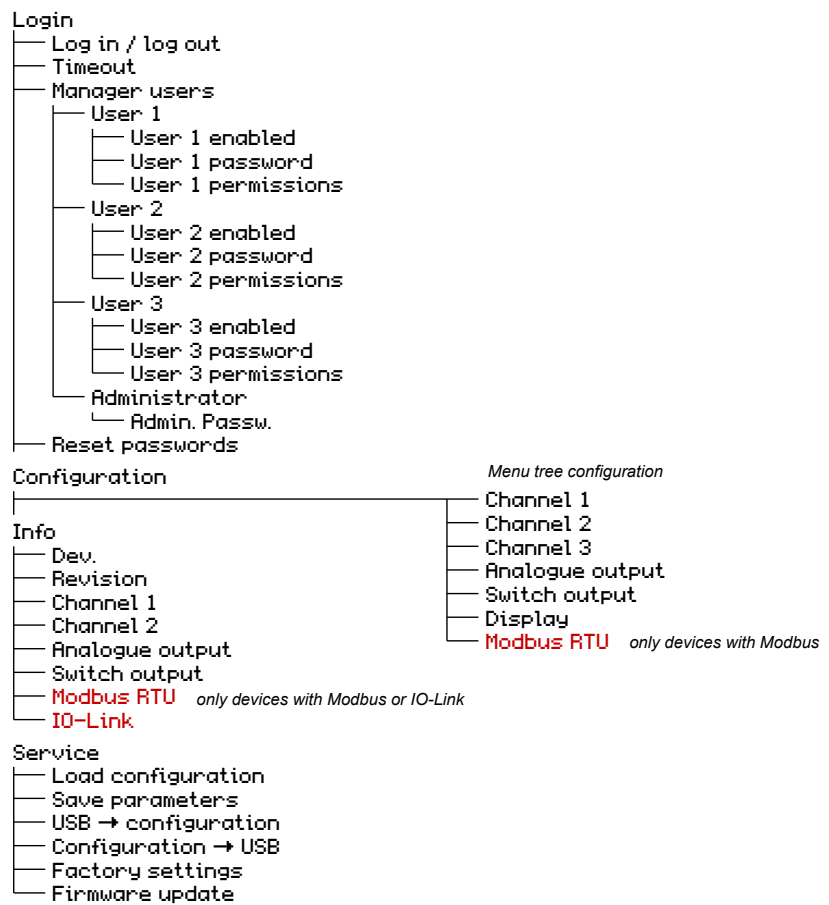 Login
Log in / log out
Timeout
Manager users
User 1
User 1 enabled
User 1 password
User 1 permissions
User 2
User 2 enabled
User 2 password
User 2 permissions
User 3
User 3 enabled
User 3 password
User 3 permissions
Administrator
Admin. Passw.
Reset passwords
Configuration
Menu tree configuration
Channel 1
Channel 2
Channel 3
Analogue output
Switch output
Display
Modbus RTU only devices with Modbus
Info
Dev.
Revision
Channel 1
Channel 2
Analogue output
Switch output
Modbus RTU only devices with Modbus or IO-Link
IO-Link
Service
Load configuration
Save parameters
USB → configuration
Configuration → USB
Factory settings
Firmware update